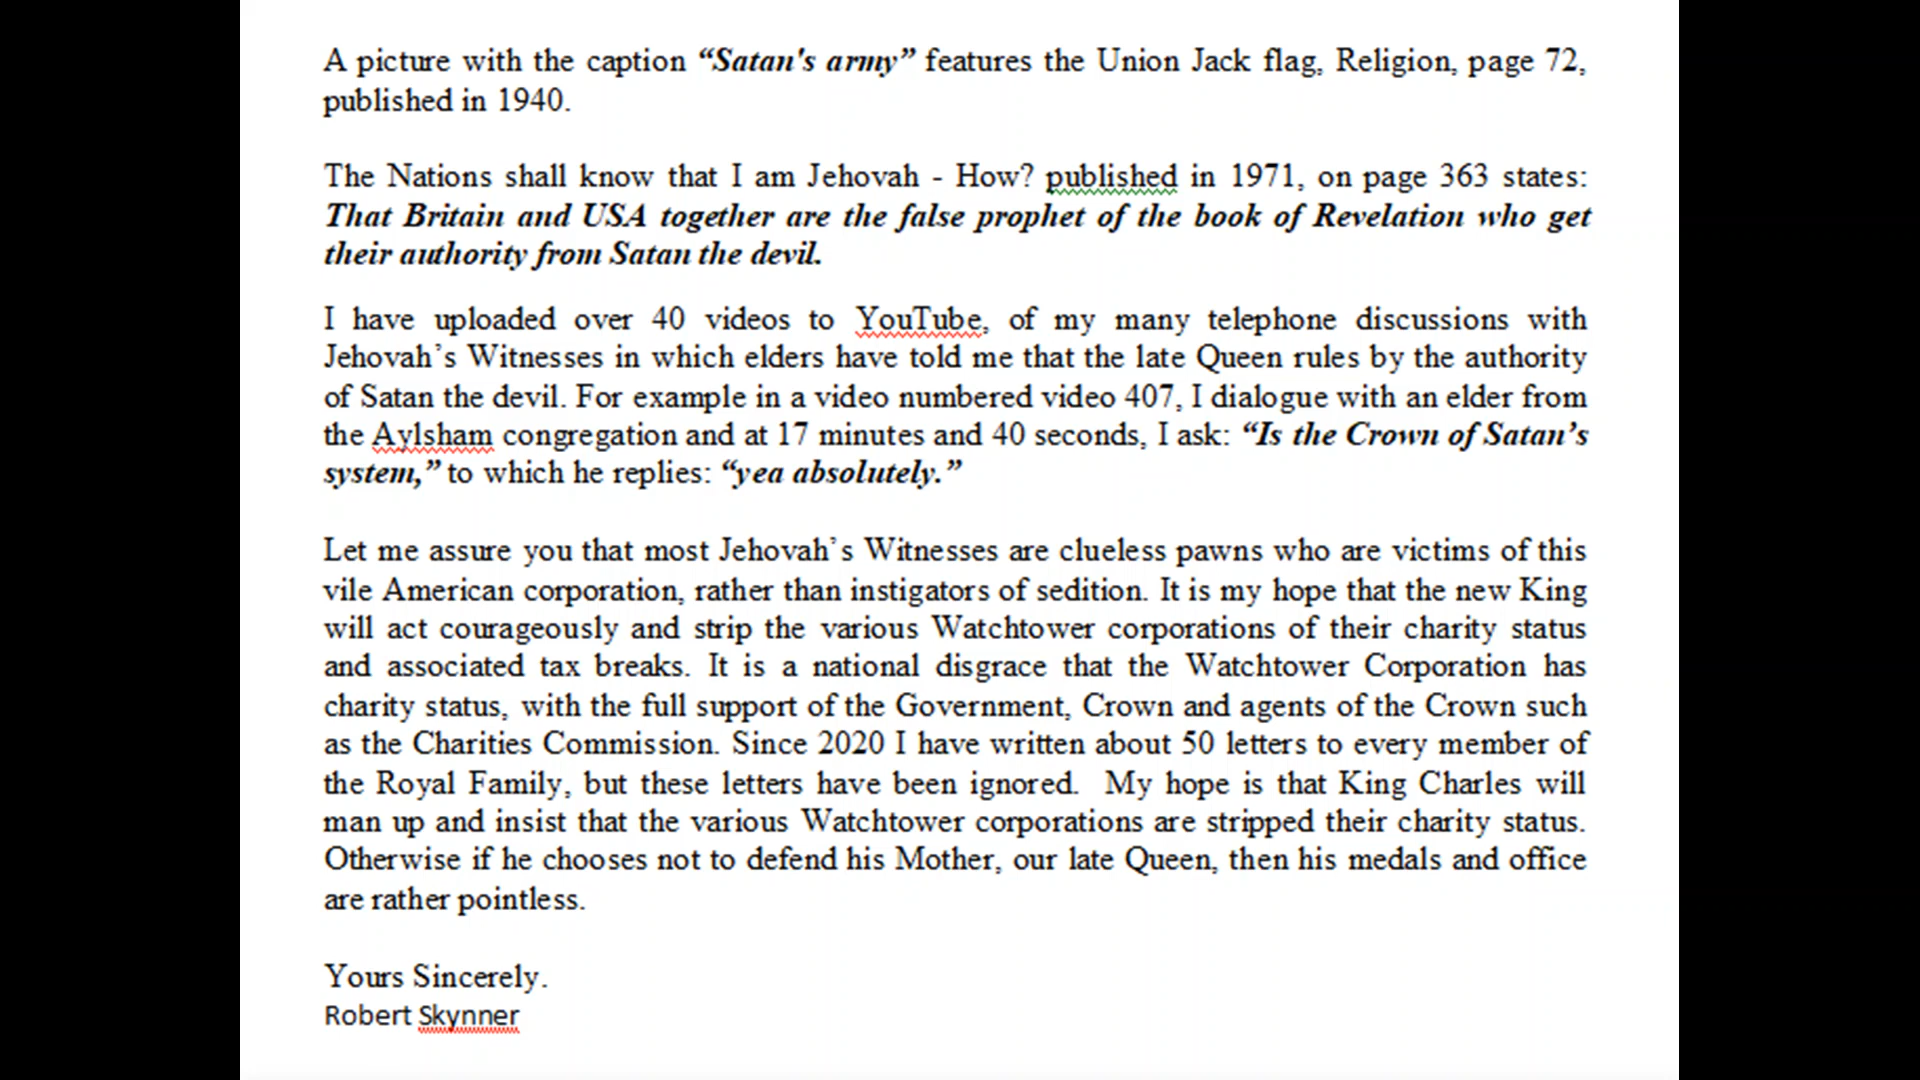 A picture with the caption “Satan's army” features the Union Jack flag, Religion, page 72,
published in 1940.
The Nations shall know that I am Jehovah - How? published in 1971, on page 363 states:
That Britain and USA together are the false prophet of the book of Revelation who get
their authority from Satan the devil.
I have uploaded over 40 videos to YouTube, of my many telephone discussions with
Jehovah’s Witnesses in which elders have told me that the late Queen rules by the authority
of Satan the devil. For example in a video numbered video 407, I dialogue with an elder from
the Aylsham congregation and at 17 minutes and 40 seconds, I ask: “Is the Crown of Satan’s
system,” to which he replies: “yea absolutely.”
Let me assure you that most Jehovah’s Witnesses are clueless pawns who are victims of this
vile American corporation, rather than instigators of sedition. It is my hope that the new King
will act courageously and strip the various Watchtower corporations of their charity status
and associated tax breaks. It is a national disgrace that the Watchtower Corporation has
charity status, with the full support of the Government, Crown and agents of the Crown such
as the Charities Commission. Since 2020 I have written about 50 letters to every member of
the Royal Family, but these letters have been ignored.  My hope is that King Charles will
man up and insist that the various Watchtower corporations are stripped their charity status.
Otherwise if he chooses not to defend his Mother, our late Queen, then his medals and office
are rather pointless.
Yours Sincerely.
Robert Skynner